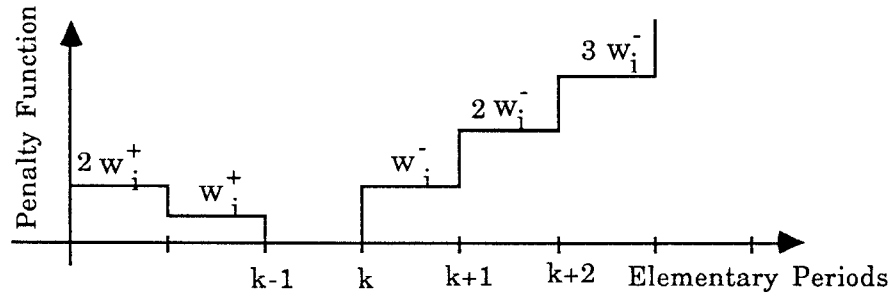 Penalty Function
3 w_i^-
2 w_i^-
2 w_i^+
w_i^+
w_i^-
k-1 k k+1 k+2 Elementary Periods